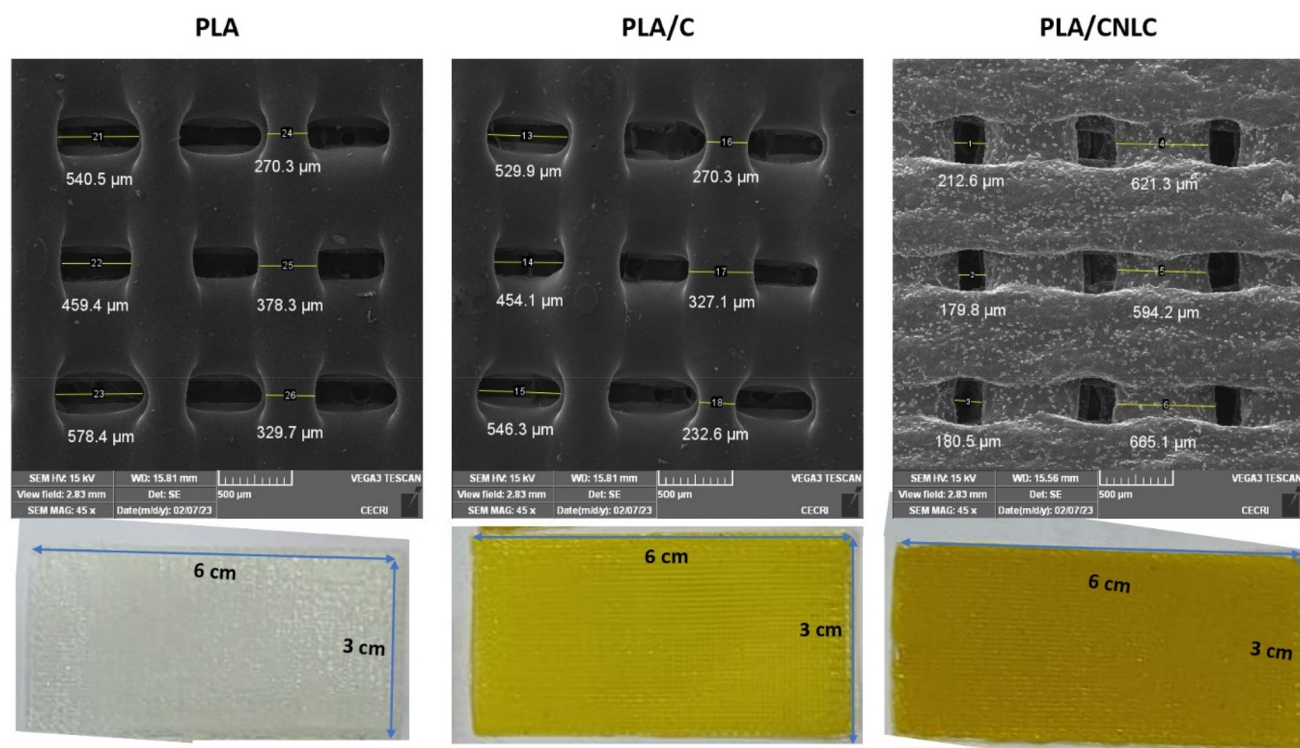 PLA
21
24
540.5 µm
270.3 µm
22
25
459.4 µm
378.3 µm
23
26
578.4 µm
329.7 µm
SEM HV: 15 kV
WD: 15.81 mm
VEGA3 TESCAN
View field: 2.83 mm
Det: SE
500 µm
SEM MAG: 45 x
Date(m/d/y): 02/07/23
CECRI
6 cm
3 cm
PLA/C
13
16
529.9 µm
270.3 µm
14
17
454.1 µm
327.1 µm
15
18
546.3 µm
232.6 µm
SEM HV: 15 kV
WD: 15.81 mm
VEGA3 TESCAN
View field: 2.83 mm
Det: SE
500 µm
SEM MAG: 45 x
Date(m/d/y): 02/07/23
CECRI
6 cm
3 cm
PLA/CNLC
1
4
212.6 µm
621.3 µm
2
5
179.8 µm
594.2 µm
3
6
180.5 µm
665.1 µm
SEM HV: 15 kV
WD: 15.56 mm
VEGA3 TESCAN
View field: 2.83 mm
Det: SE
500 µm
SEM MAG: 45 x
Date(m/d/y): 02/07/23
CECRI
6 cm
3 cm